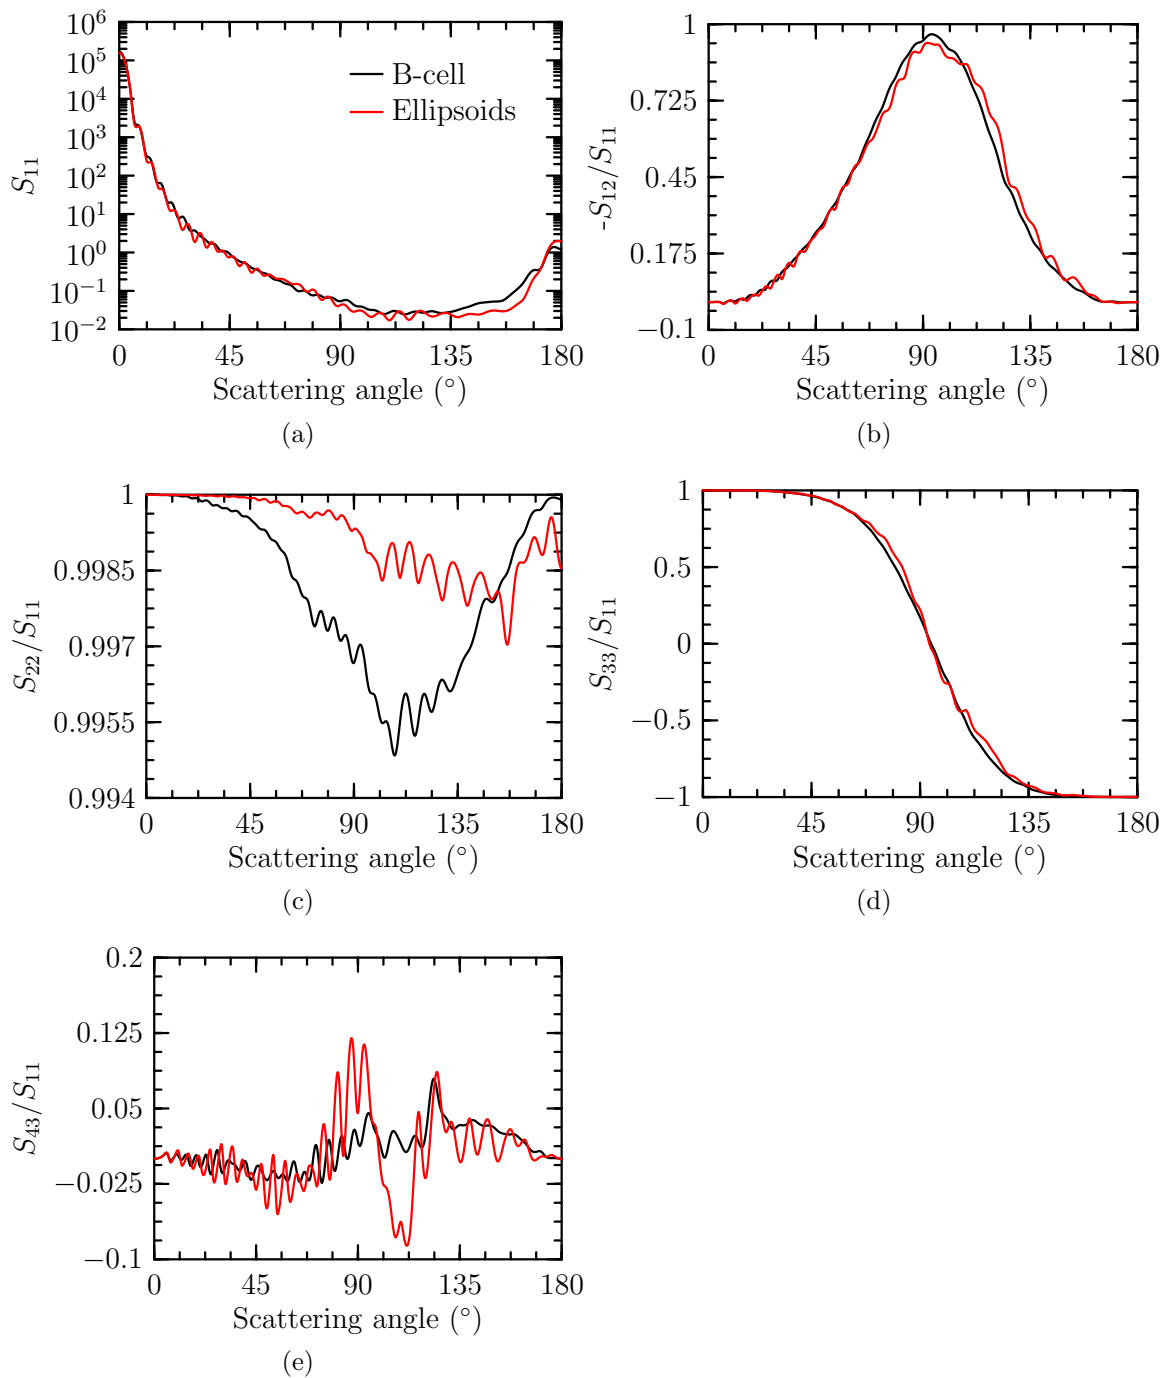 10^6
10^5
10^4
10^3
10^2
10^1
10^0
10^−1
10^−2
S11
B-cell
Ellipsoids
0 45 90 135 180
Scattering angle (°)
(a)
1
0.725
0.45
0.175
−0.1
-S12/S11
0 45 90 135 180
Scattering angle (°)
(b)
1
0.9985
0.997
0.9955
0.994
S22/S11
0 45 90 135 180
Scattering angle (°)
(c)
1
0.5
0
−0.5
−1
S33/S11
0 45 90 135 180
Scattering angle (°)
(d)
0.2
0.125
0.05
−0.025
−0.1
S43/S11
0 45 90 135 180
Scattering angle (°)
(e)